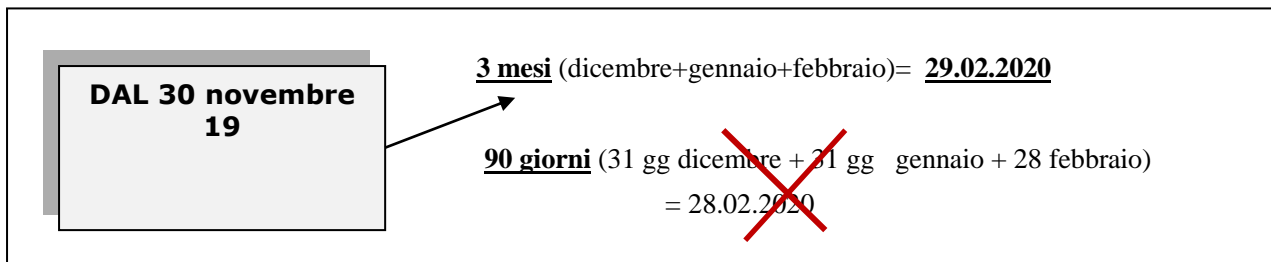 DAL 30 novembre
19
3 mesi (dicembre+gennaio+febbraio)= 29.02.2020
90 giorni (31 gg dicembre + 31 gg gennaio + 28 febbraio)
= 28.02.2020